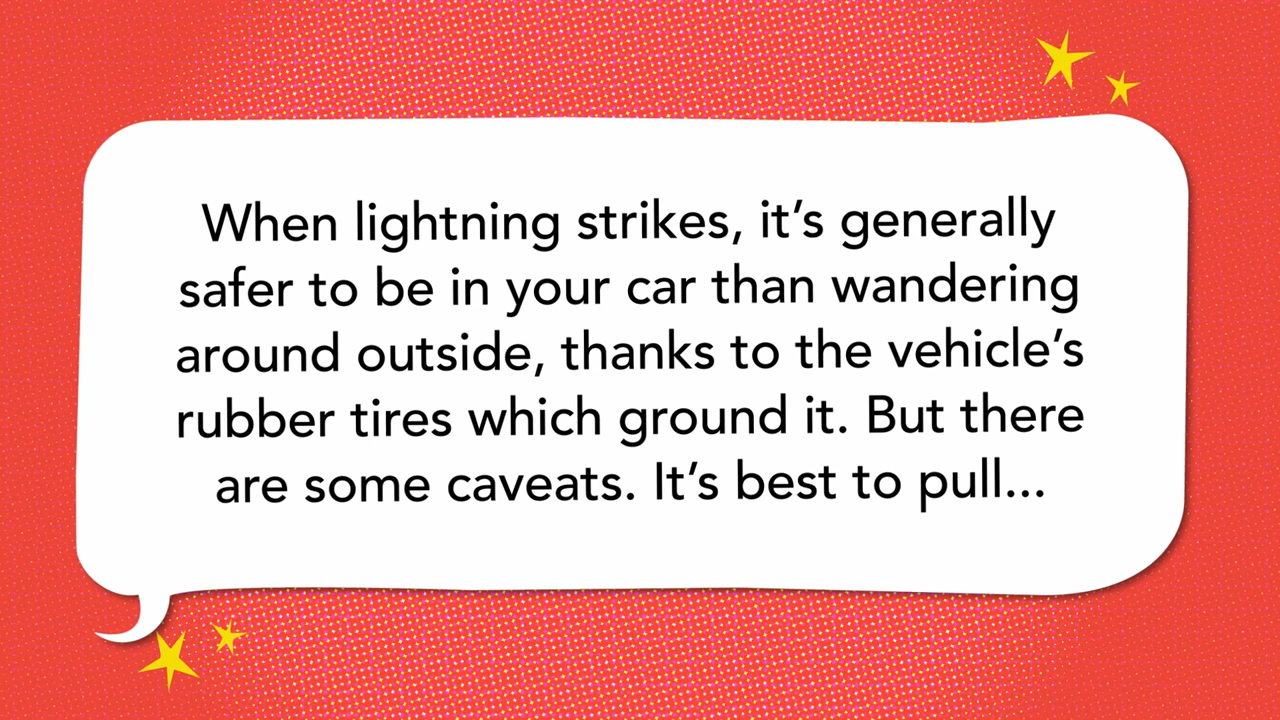 When lightning strikes, it’s generally
safer to be in your car than wandering
around outside, thanks to the vehicle’s
rubber tires which ground it. But there
are some caveats. It’s best to pull...